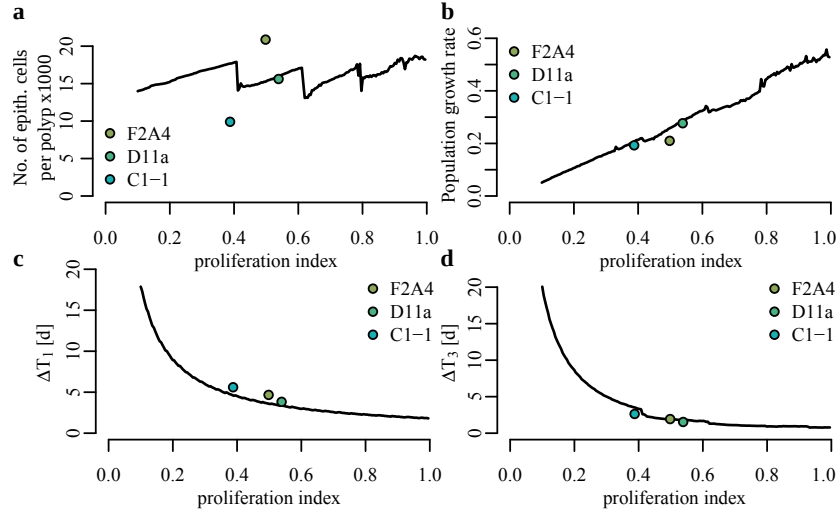 a
No. of epith. cells
per polyp x1000
0 5 10 15 20
F2A4
D11a
C1−1
0.0 0.2 0.4 0.6 0.8 1.0
proliferation index
b
Population growth rate
0.0 0.2 0.4 0.6
F2A4
D11a
C1−1
0.0 0.2 0.4 0.6 0.8 1.0
proliferation index
c
ΔT1 [d]
0 5 10 15 20
F2A4
D11a
C1−1
0.0 0.2 0.4 0.6 0.8 1.0
proliferation index
d
ΔT3 [d]
0 5 10 15 20
F2A4
D11a
C1−1
0.0 0.2 0.4 0.6 0.8 1.0
proliferation index